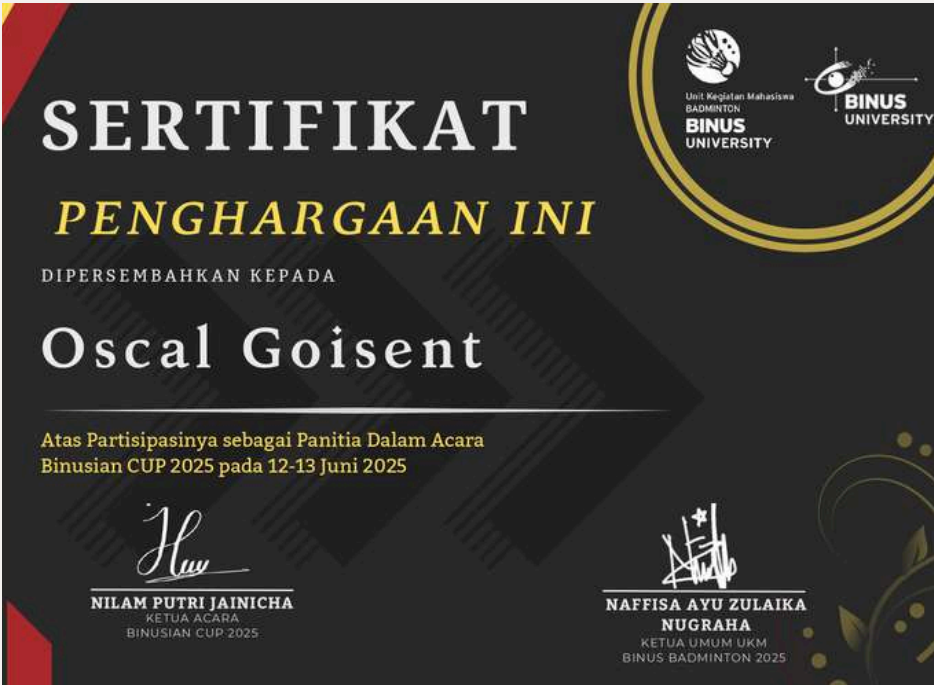 SERTIFIKAT
PENGHARGAAN INI
DIPERSEMBAHKAN KEPADA
Oscal Goisent
Atas Partisipasinya sebagai Panitia Dalam Acara
Binusian CUP 2025 pada 12-13 Juni 2025
Unit Kegiatan Mahasiswa
BADMINTON
BINUS
UNIVERSITY
BINUS
UNIVERSITY
NILAM PUTRI JAINICHA
KETUA ACARA
BINUSIAN CUP 2025
NAFFISA AYU ZULAIKA
NUGRAHA
KETUA UMUM UKM
BINUS BADMINTON 2025